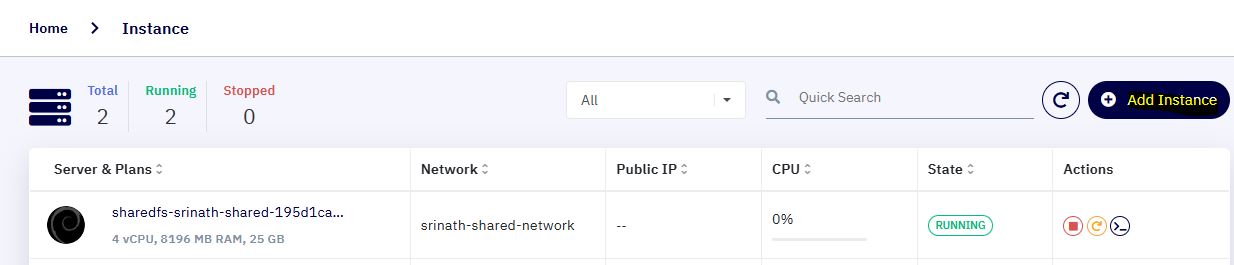 Home > Instance
Total Running Stopped
2 2 0
All
Quick Search
Add Instance
Server & Plans Network Public IP CPU State Actions
sharedfs-srinath-shared-195d1ca...
4 vCPU, 8196 MB RAM, 25 GB
srinath-shared-network
--
0%
RUNNING